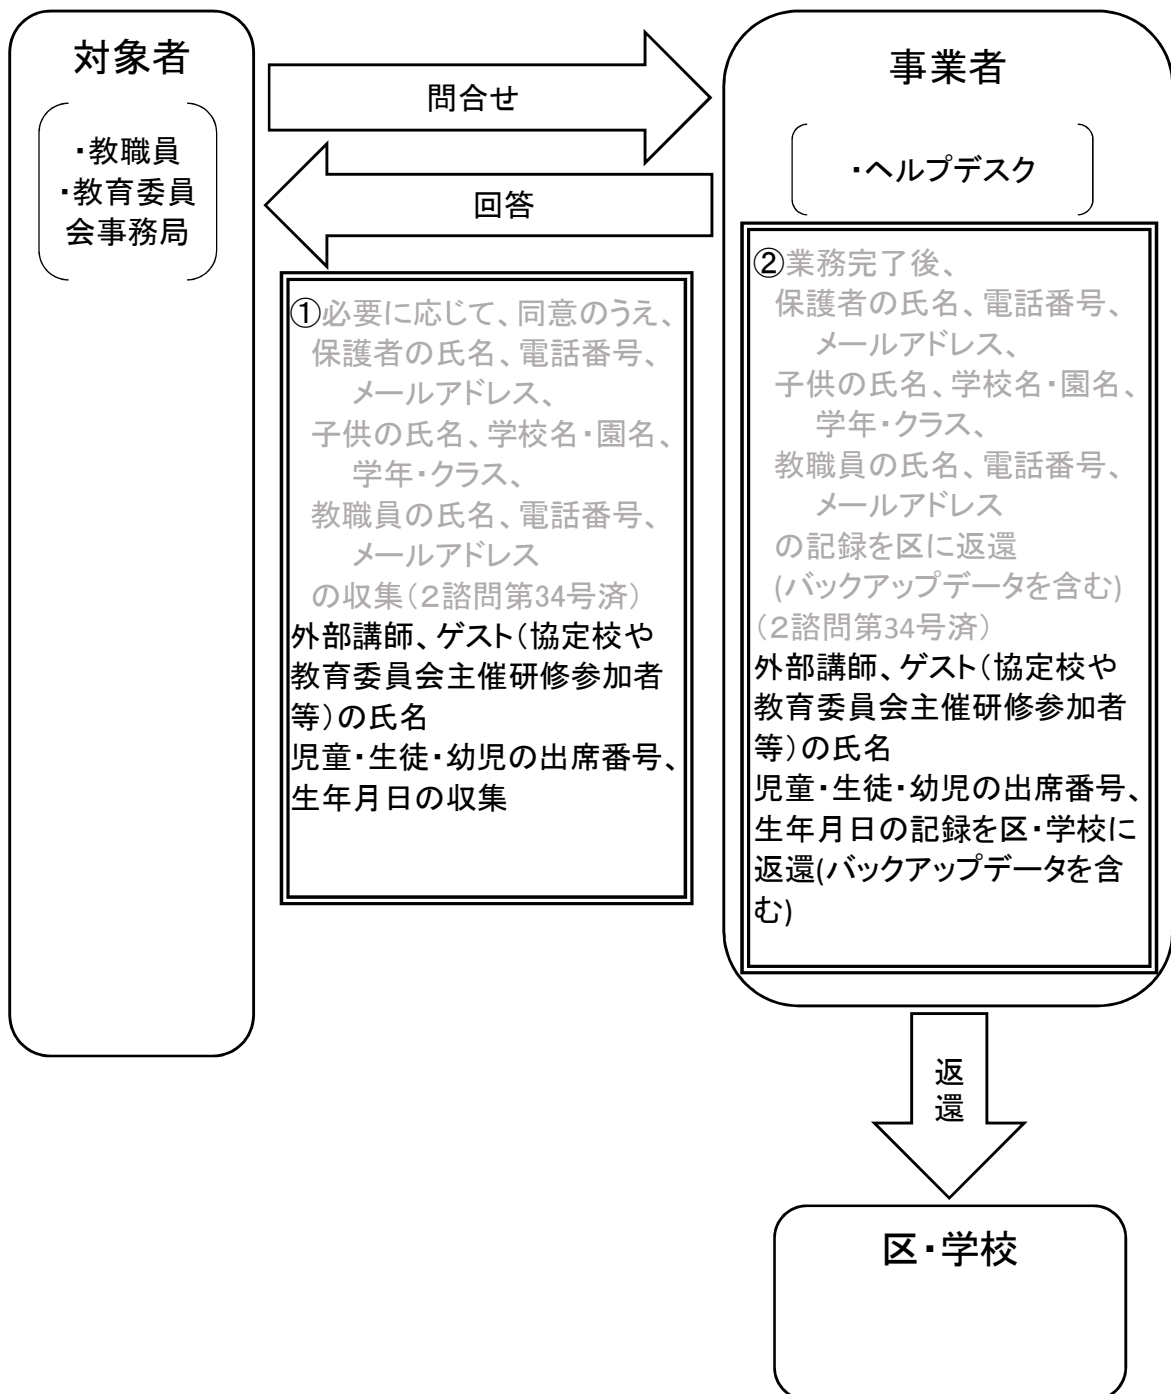 対象者
・教職員
・教育委員
会事務局
問合せ
回答
事業者
・ヘルプデスク
①必要に応じて、同意のうえ、
保護者の氏名、電話番号、
メールアドレス、
子供の氏名、学校名・園名、
学年・クラス、
教職員の氏名、電話番号、
メールアドレス
の収集(２諮問第34号済)
外部講師、ゲスト(協定校や
教育委員会主催研修参加者
等)の氏名
児童・生徒・幼児の出席番号、
生年月日の収集
②業務完了後、
保護者の氏名、電話番号、
メールアドレス、
子供の氏名、学校名・園名、
学年・クラス、
教職員の氏名、電話番号、
メールアドレス
の記録を区に返還
(バックアップデータを含む)
(２諮問第34号済)
外部講師、ゲスト(協定校や
教育委員会主催研修参加者
等)の氏名
児童・生徒・幼児の出席番号、
生年月日の記録を区・学校に
返還(バックアップデータを含
む)
返
還
区・学校